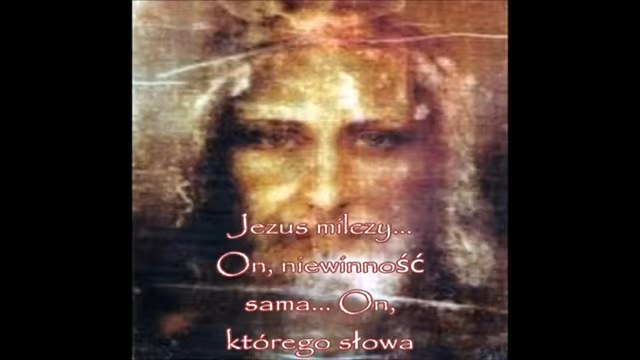 Jezus milczy...
On, niewinność
sama... On,
którego słowa